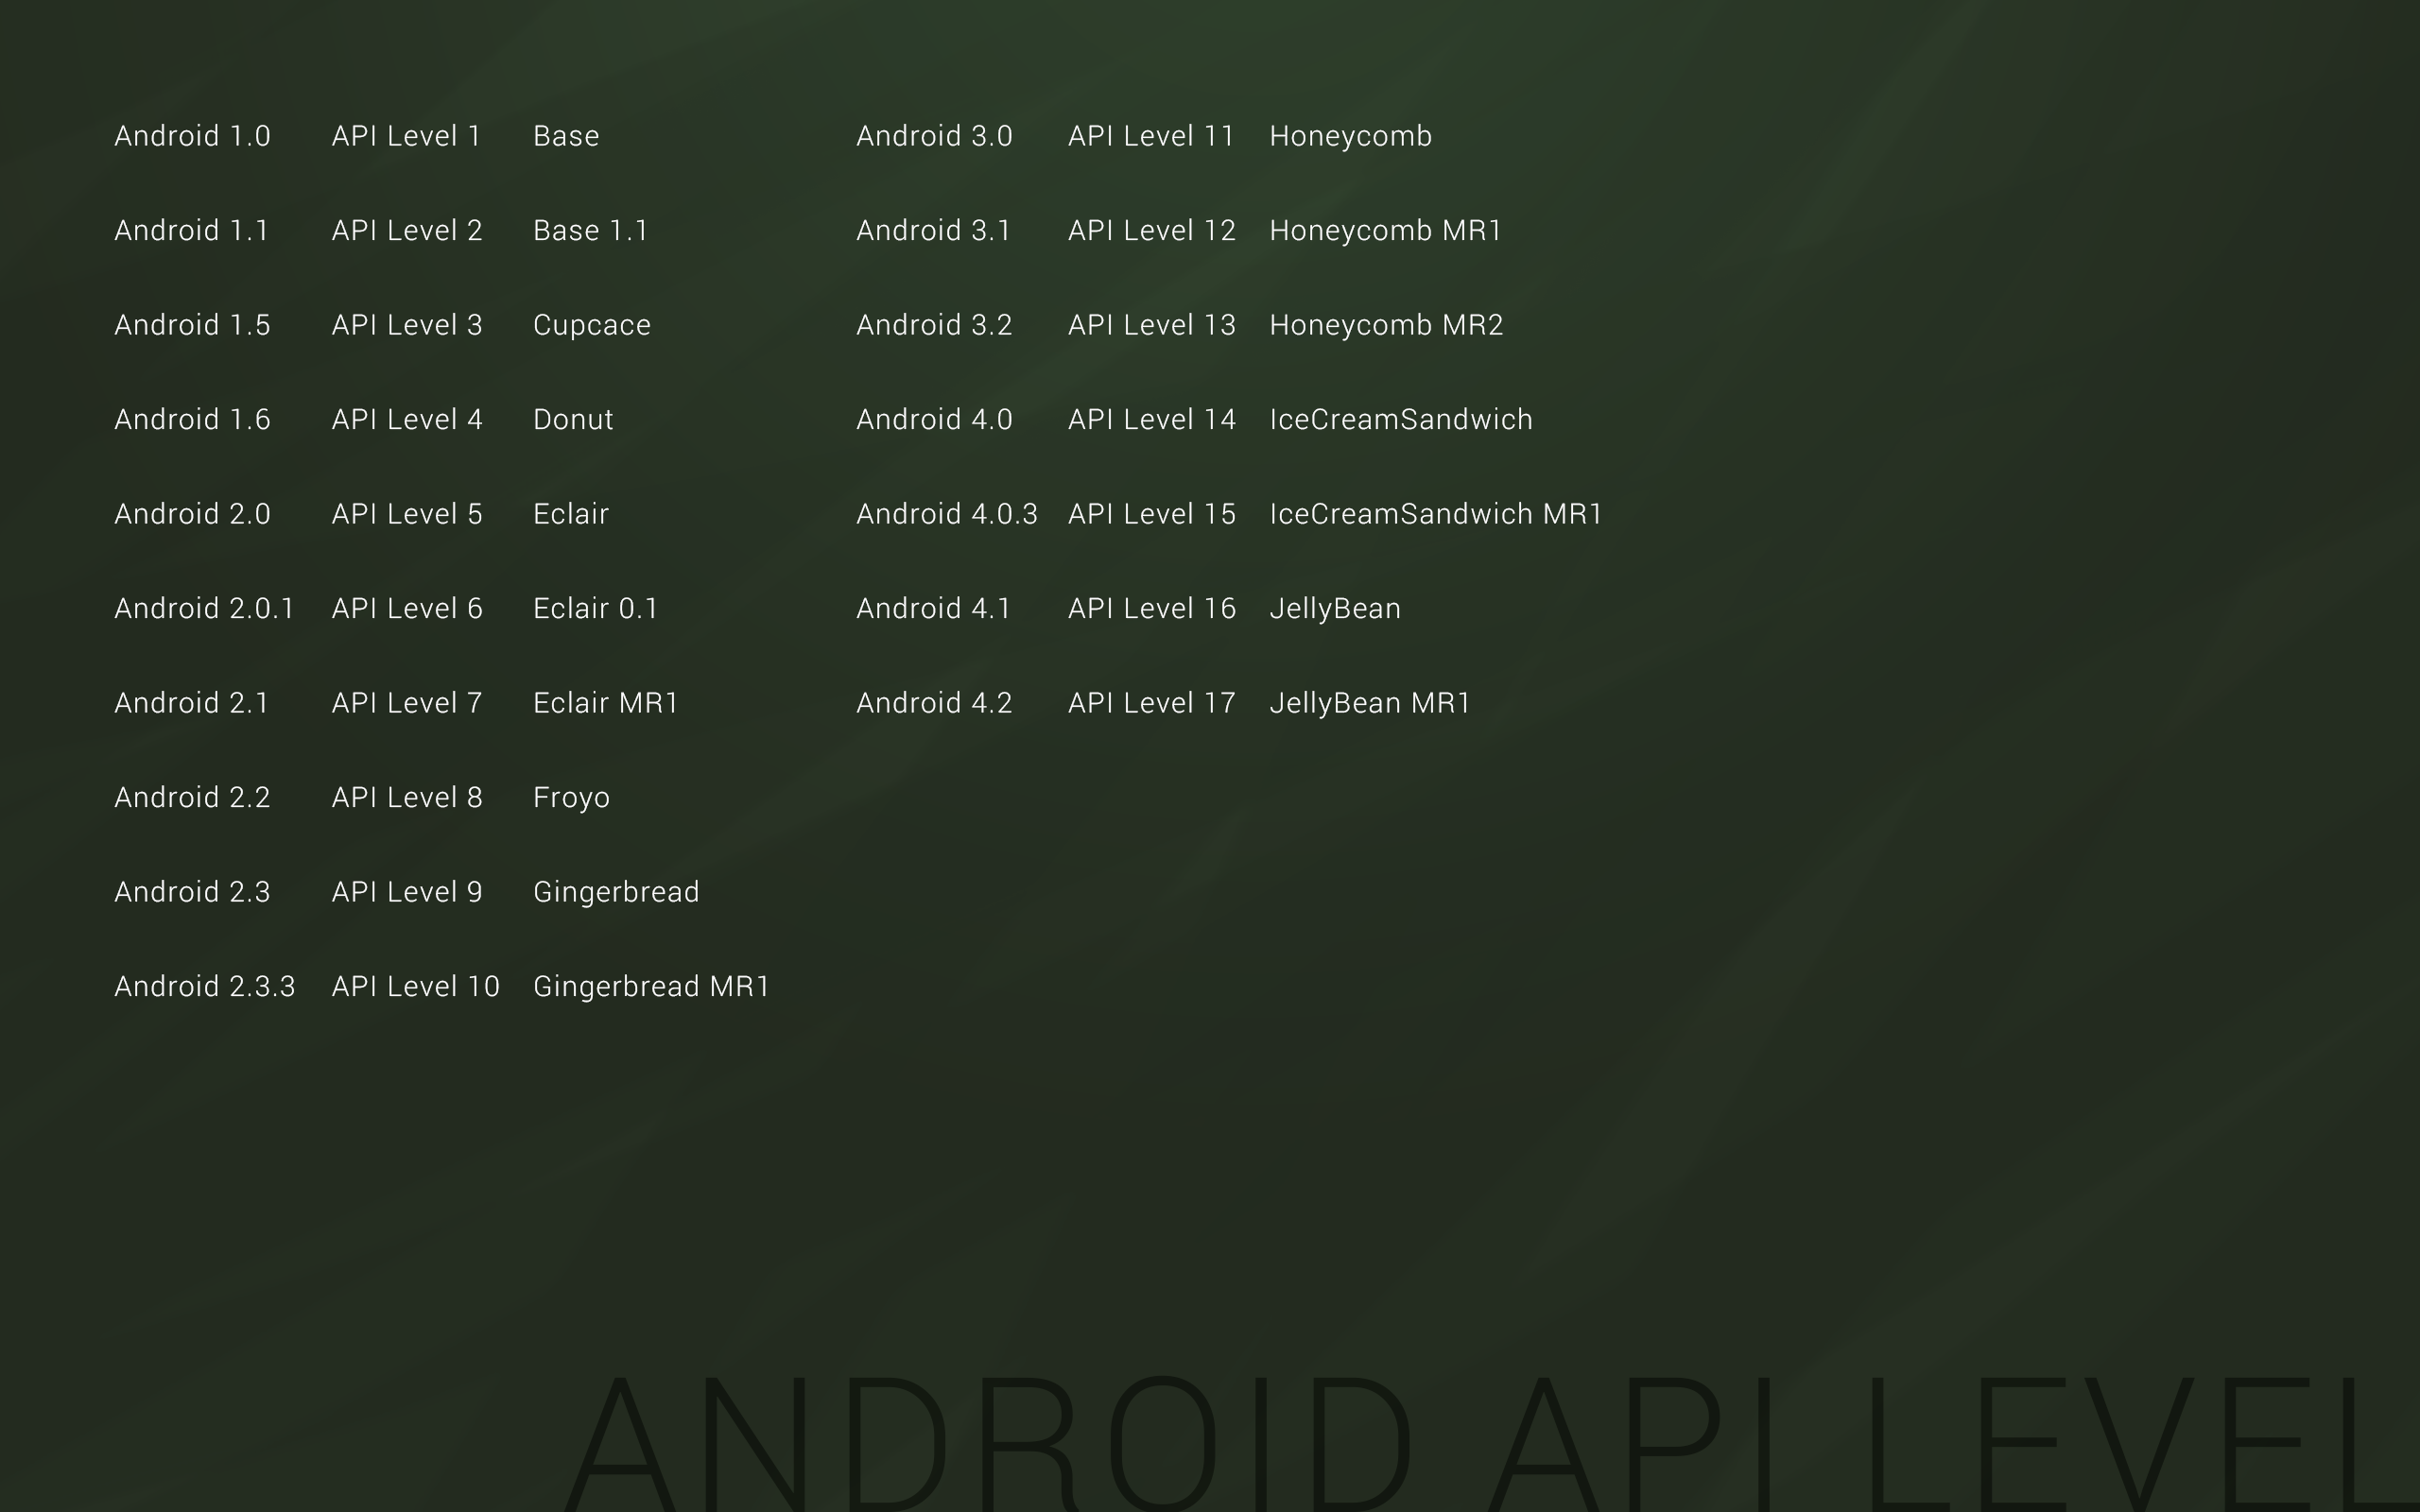 Android 1.0 API Level 1 Base
Android 1.1 API Level 2 Base 1.1
Android 1.5 API Level 3 Cupcace
Android 1.6 API Level 4 Donut
Android 2.0 API Level 5 Eclair
Android 2.0.1 API Level 6 Eclair 0.1
Android 2.1 API Level 7 Eclair MR1
Android 2.2 API Level 8 Froyo
Android 2.3 API Level 9 Gingerbread
Android 2.3.3 API Level 10 Gingerbread MR1
Android 3.0 API Level 11 Honeycomb
Android 3.1 API Level 12 Honeycomb MR1
Android 3.2 API Level 13 Honeycomb MR2
Android 4.0 API Level 14 IceCreamSandwich
Android 4.0.3 API Level 15 IceCreamSandwich MR1
Android 4.1 API Level 16 JellyBean
Android 4.2 API Level 17 JellyBean MR1
ANDROID API LEVEL